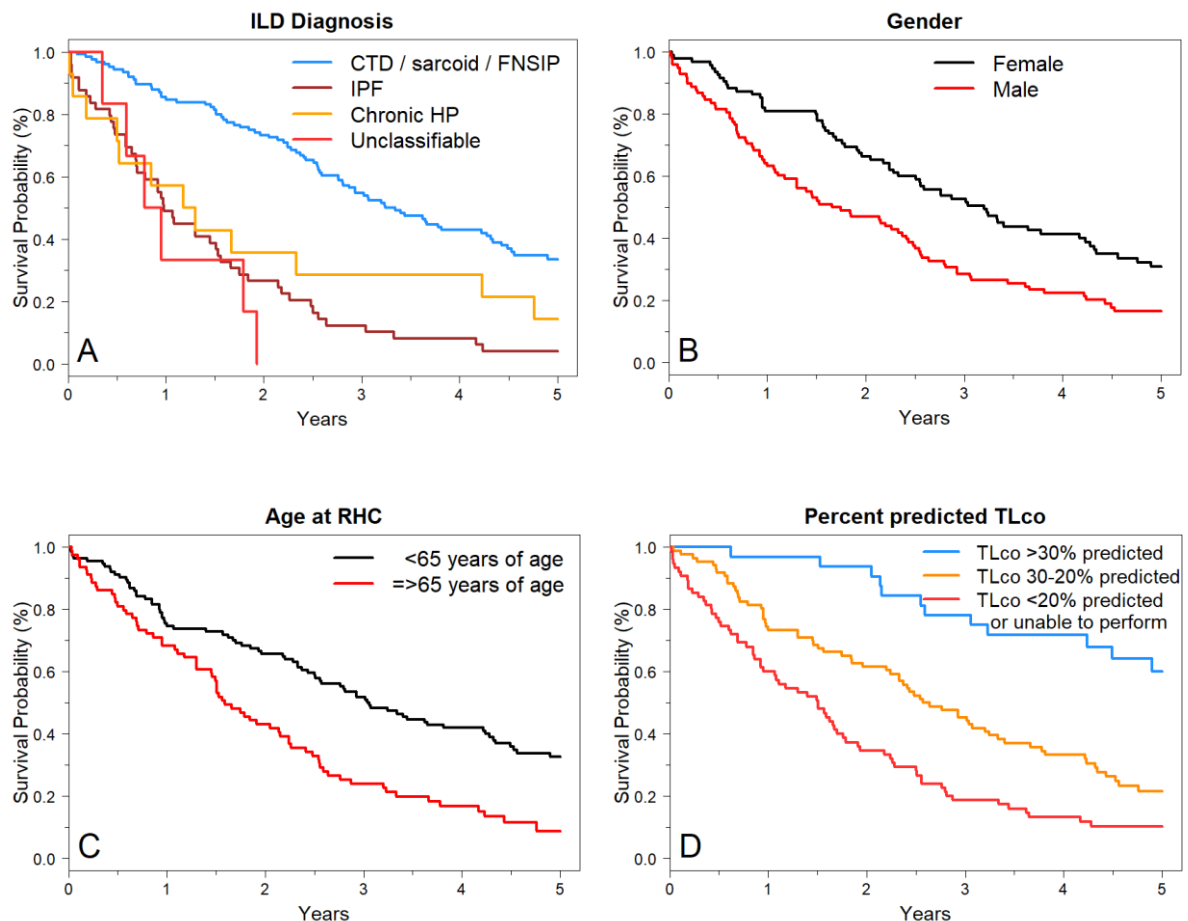 ILD Diagnosis
Survival Probability (%)
1.0
0.8
0.6
0.4
0.2
0.0
CTD / sarcoid / FNSIP
IPF
Chronic HP
Unclassifiable
A
0 1 2 3 4 5
Years
Gender
Survival Probability (%)
1.0
0.8
0.6
0.4
0.2
0.0
Female
Male
B
0 1 2 3 4 5
Years
Age at RHC
Survival Probability (%)
1.0
0.8
0.6
0.4
0.2
0.0
<65 years of age
=>65 years of age
C
0 1 2 3 4 5
Years
Percent predicted TLco
Survival Probability (%)
1.0
0.8
0.6
0.4
0.2
0.0
TLco >30% predicted
TLco 30-20% predicted
TLco <20% predicted
or unable to perform
D
0 1 2 3 4 5
Years